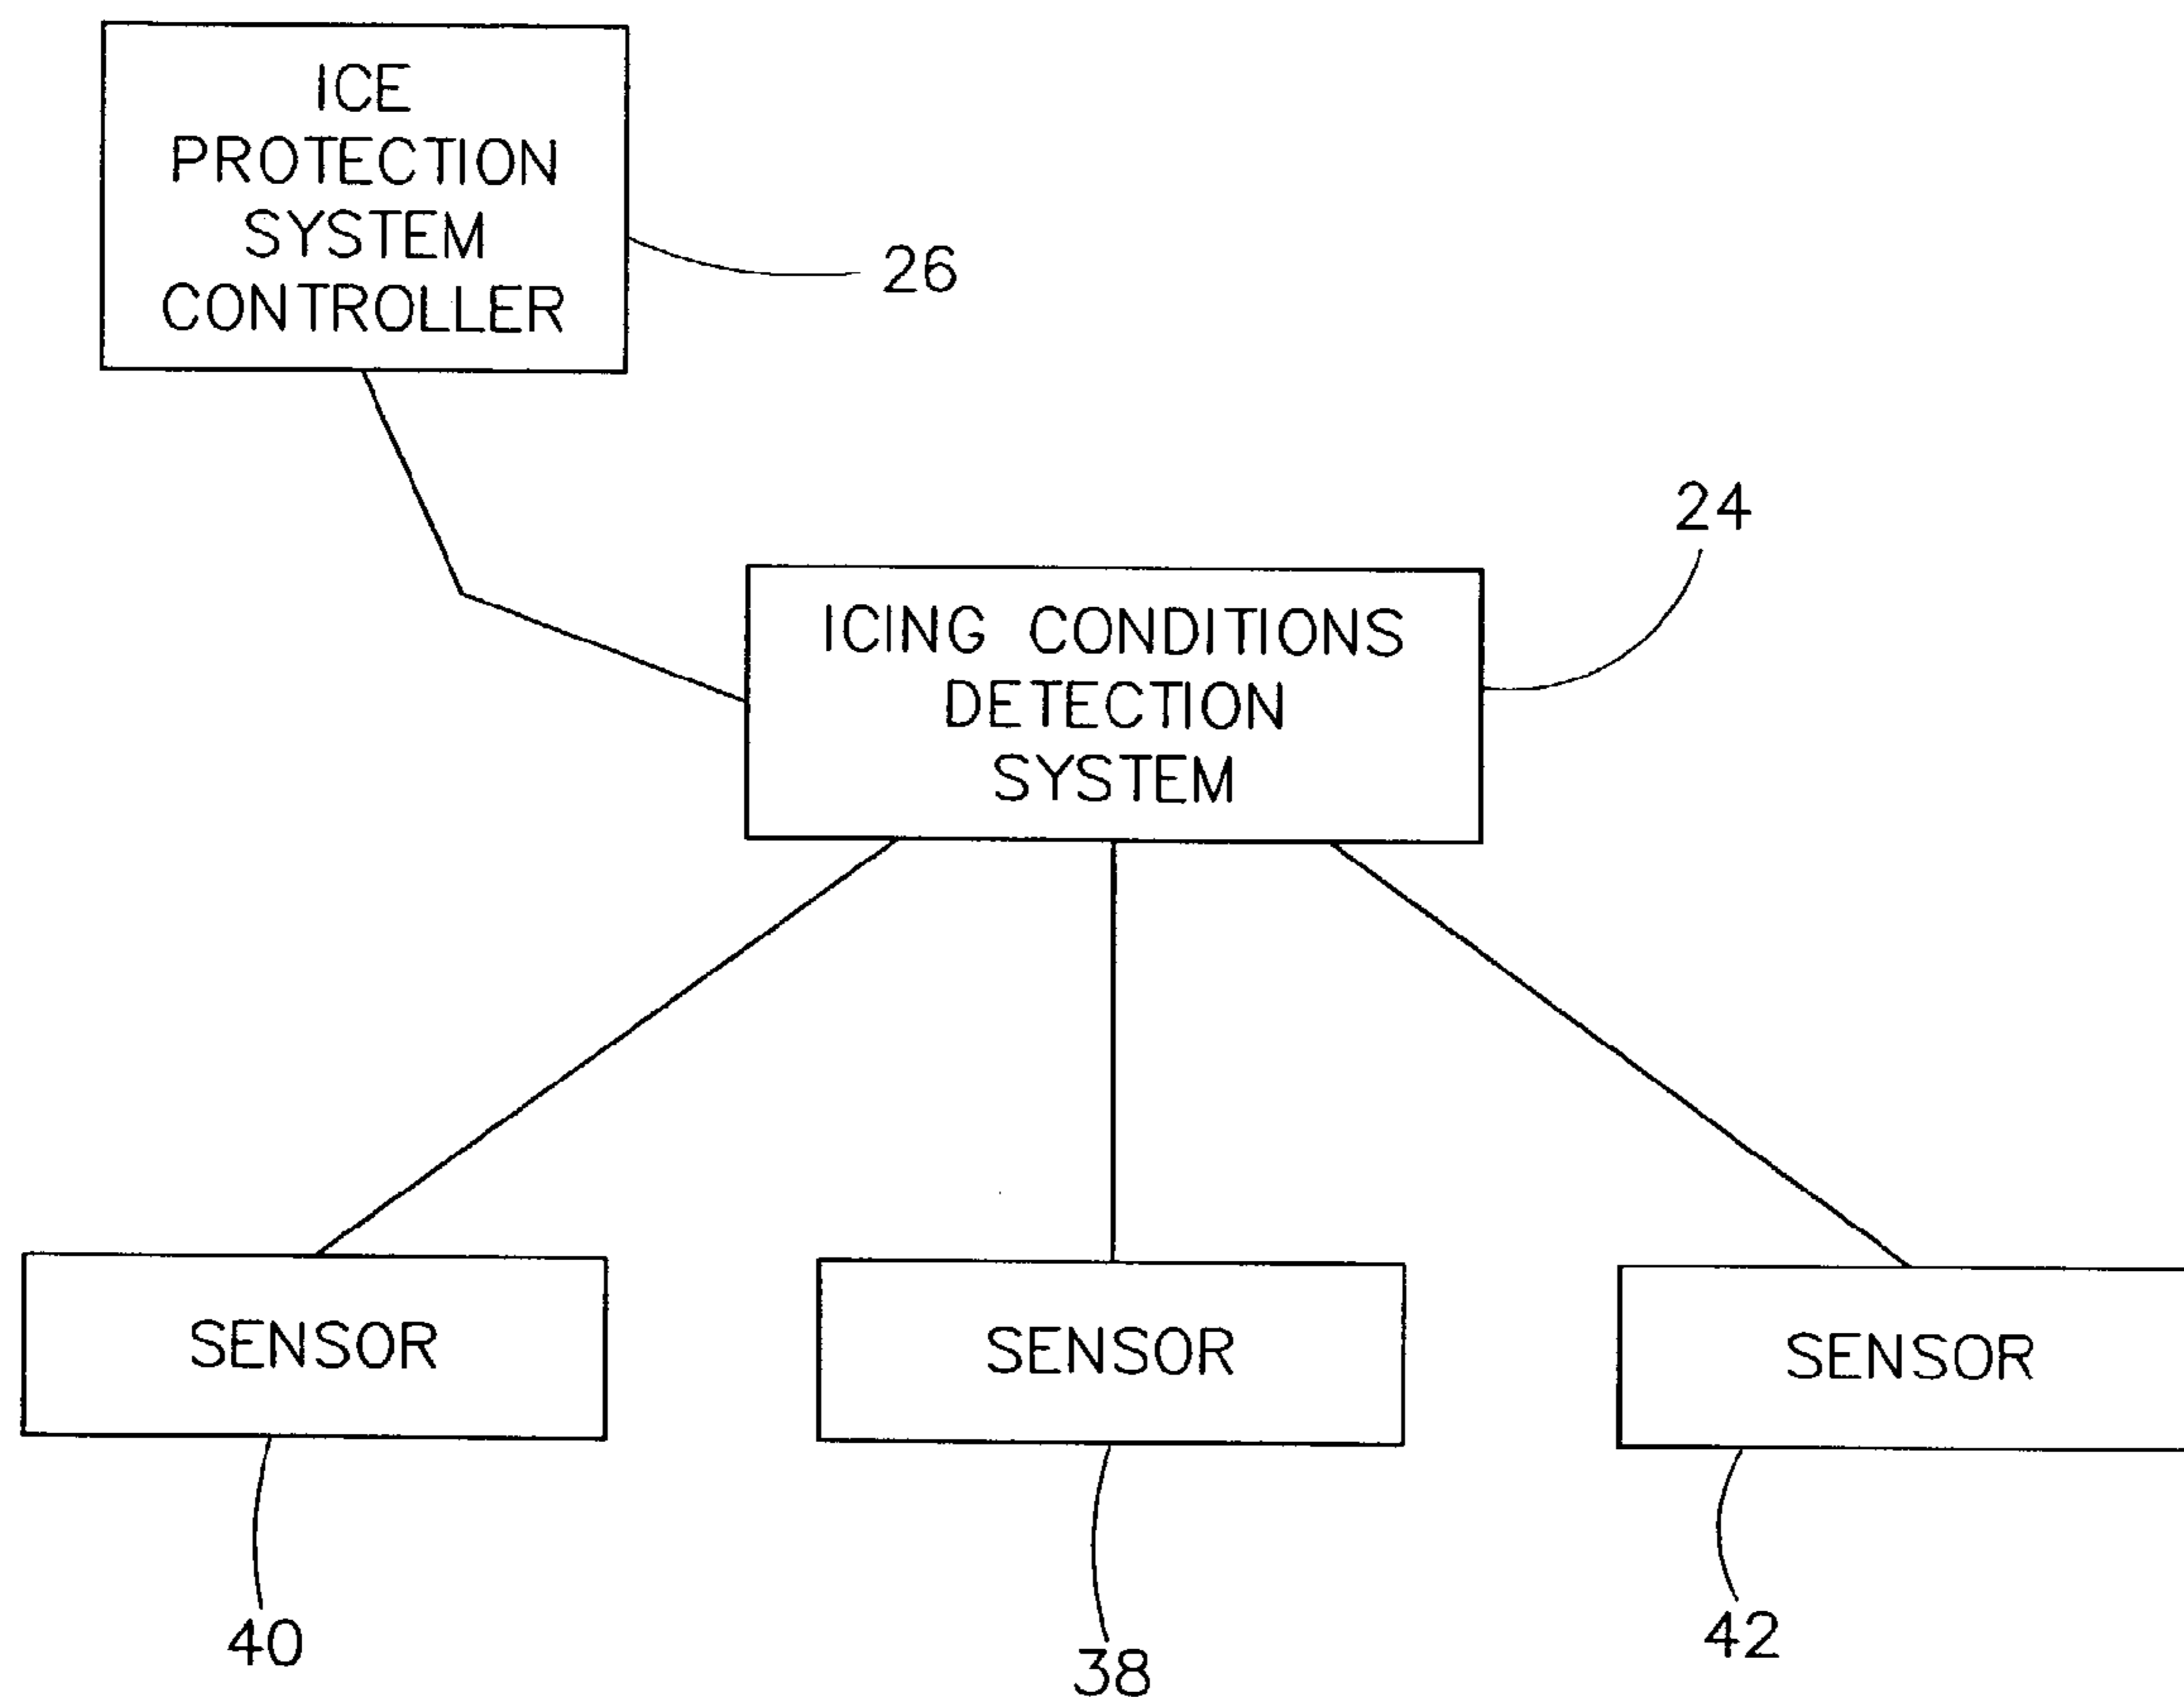 ICE
PROTECTION
SYSTEM
CONTROLLER
26
24
ICING CONDITIONS
DETECTION
SYSTEM
SENSOR
SENSOR
SENSOR
40
38
42